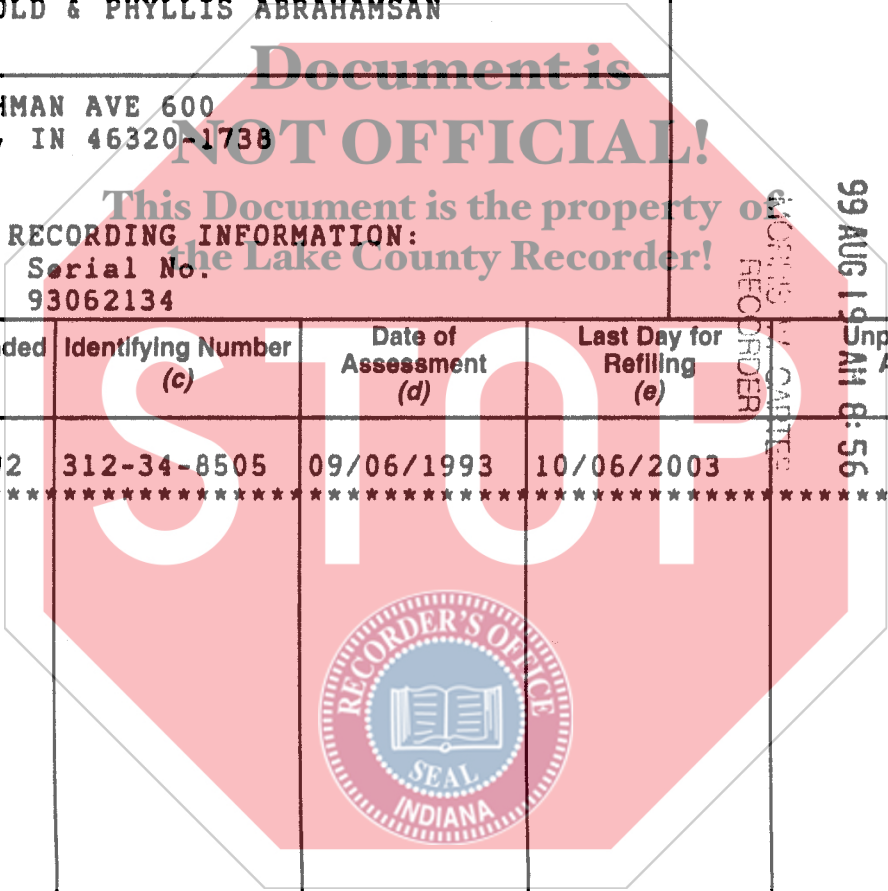 OLD & PHYLLIS ABRAHAMSAN
HMAN AVE 600
, IN 46320-1738
Document is
NOT OFFICIAL!
This Document is the property of
the Lake County Recorder!
RECORDING INFORMATION:
Serial No.
93062134
99 AUG 19 AM 8:56
RECORDER
ded
Identifying Number
(c)
Date of
Assessment
(d)
Last Day for
Refiling
(e)
Unp
A
2 312-34-8505 09/06/1993 10/06/2003
STOP
RECORDER'S OFFICE
SEAL
INDIANA